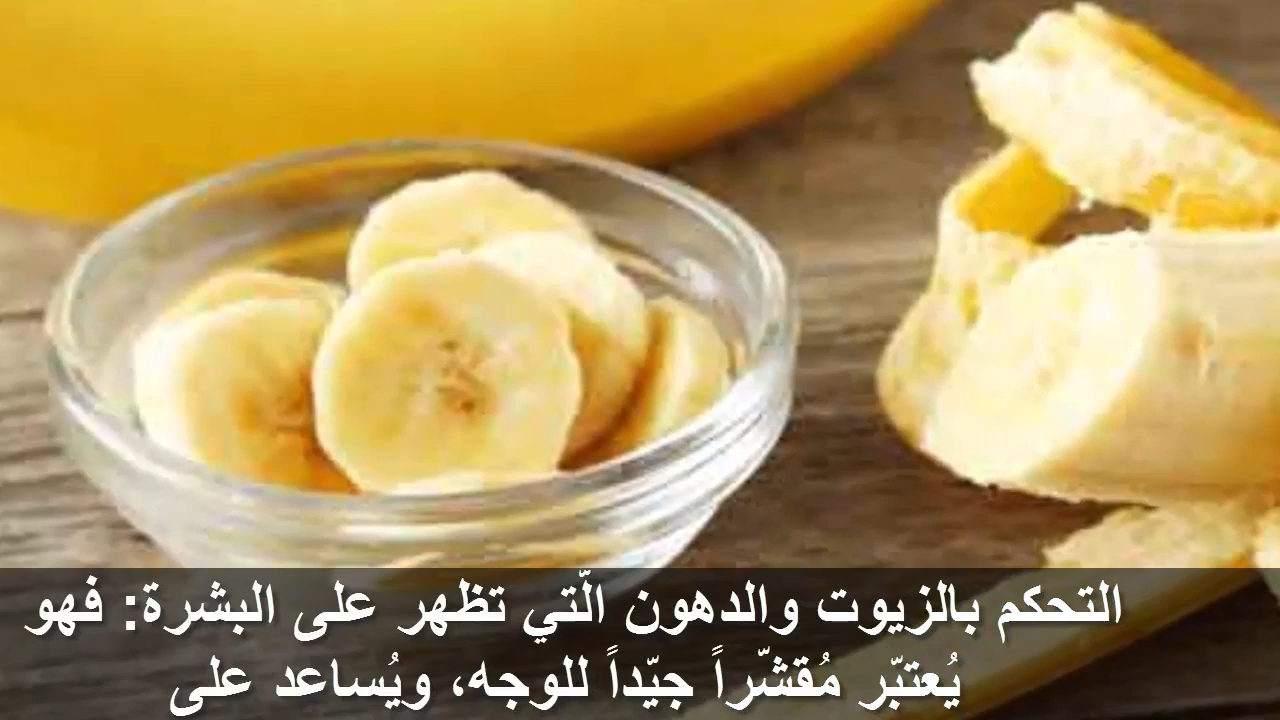 التحكم بالزيوت والدهون الّتي تظهر على البشرة: فهو
يُعتبّر مُقشّراً جيّداً للوجه، ويُساعد على